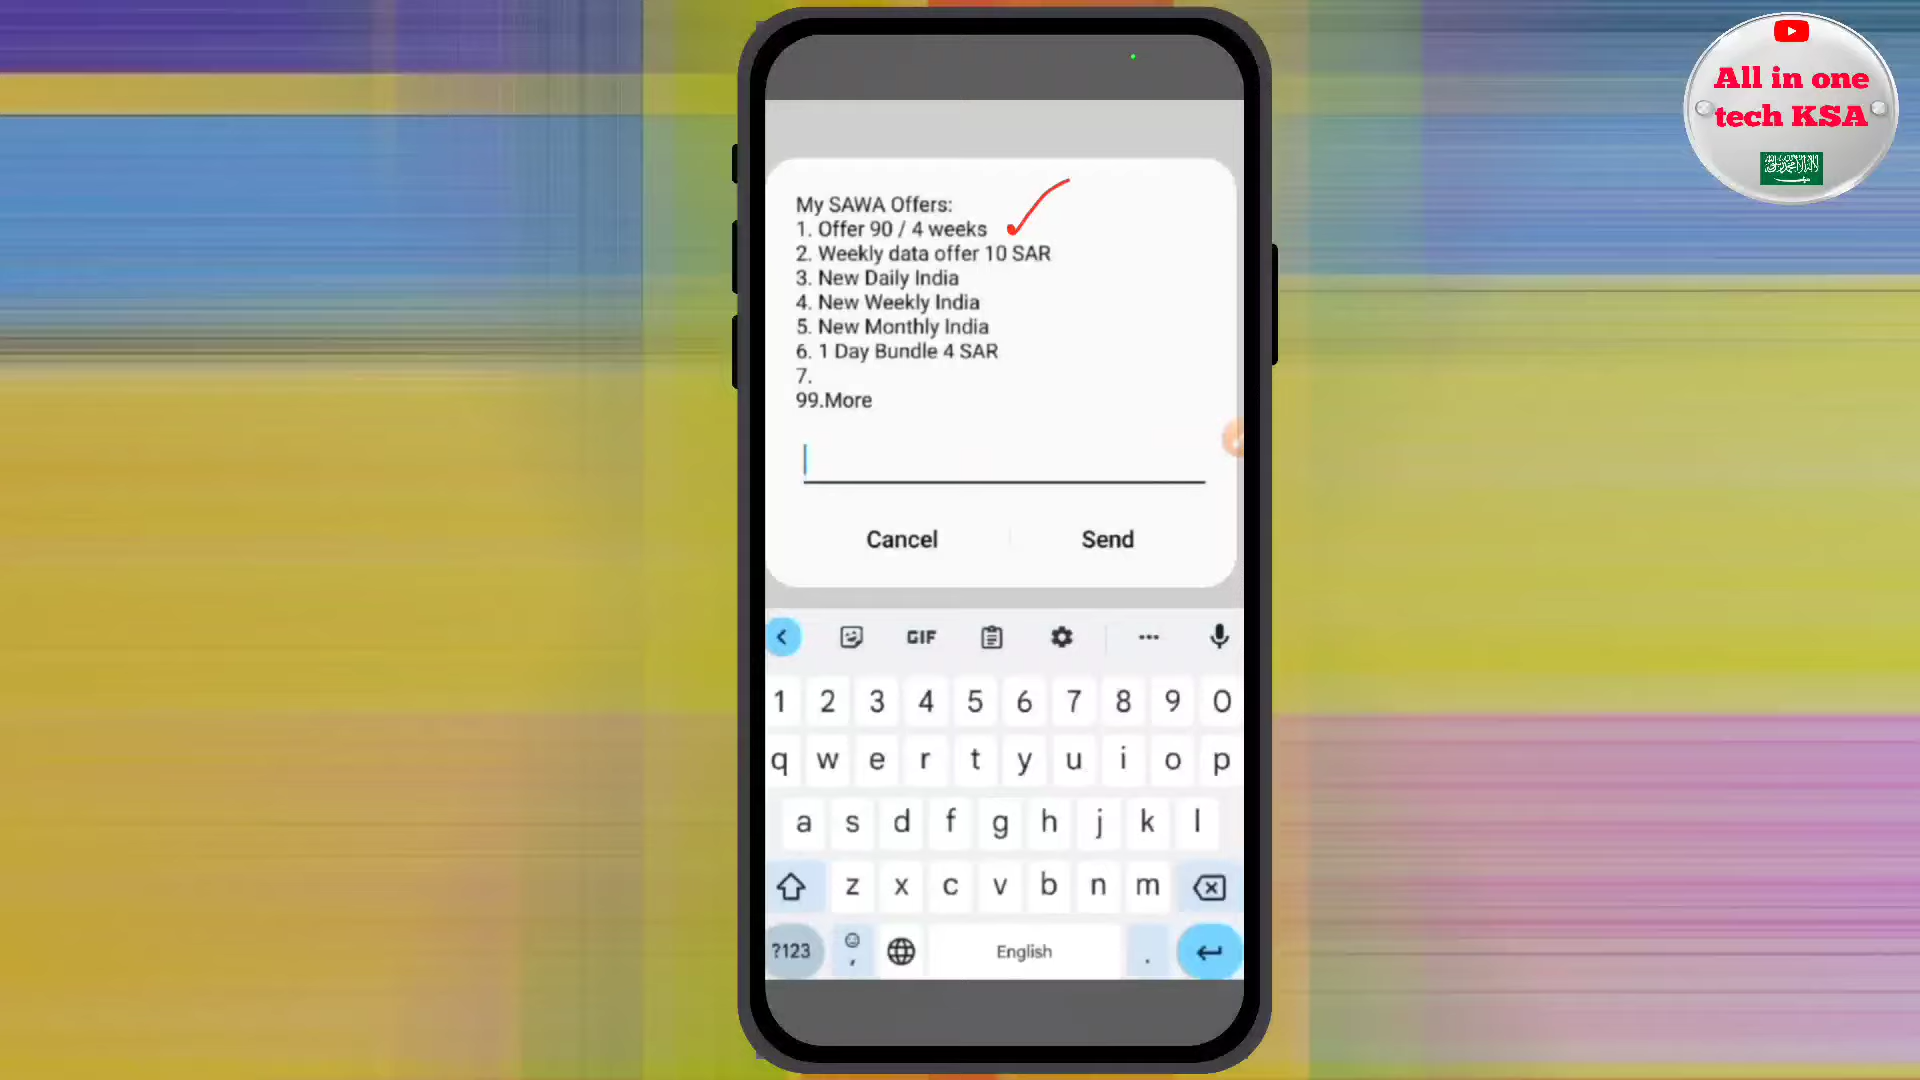 All in one
tech KSA
My SAWA Offers:
1. Offer 90 / 4 weeks
2. Weekly data offer 10 SAR
3. New Daily India
4. New Weekly India
5. New Monthly India
6. 1 Day Bundle 4 SAR
7.
99.More
Cancel Send
GIF
1 2 3 4 5 6 7 8 9 0
q w e r t y u i o p
a s d f g h j k l
z x c v b n m
?123 , English .